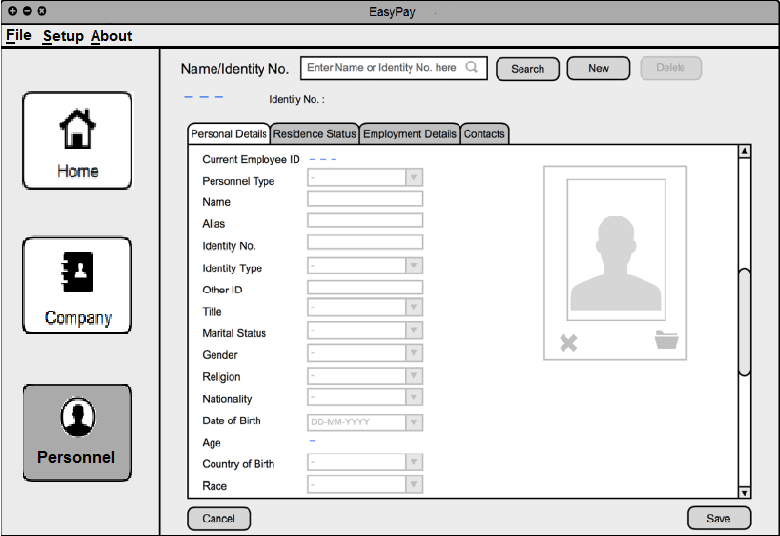 EasyPay
File Setup About
Name/Identity No. Enter Name or Identity No. here Search New Delete
--- Identiy No. :
Home
Company
Personnel
Personal Details Residence Status Employment Details Contacts
Current Employee ID ---
Personnel Type -
Name
Alias
Identity No.
Identity Type -
Other ID
Title -
Marital Status -
Gender -
Religion -
Nationality -
Date of Birth DD-MM-YYYY
Age -
Country of Birth -
Race -
Cancel Save